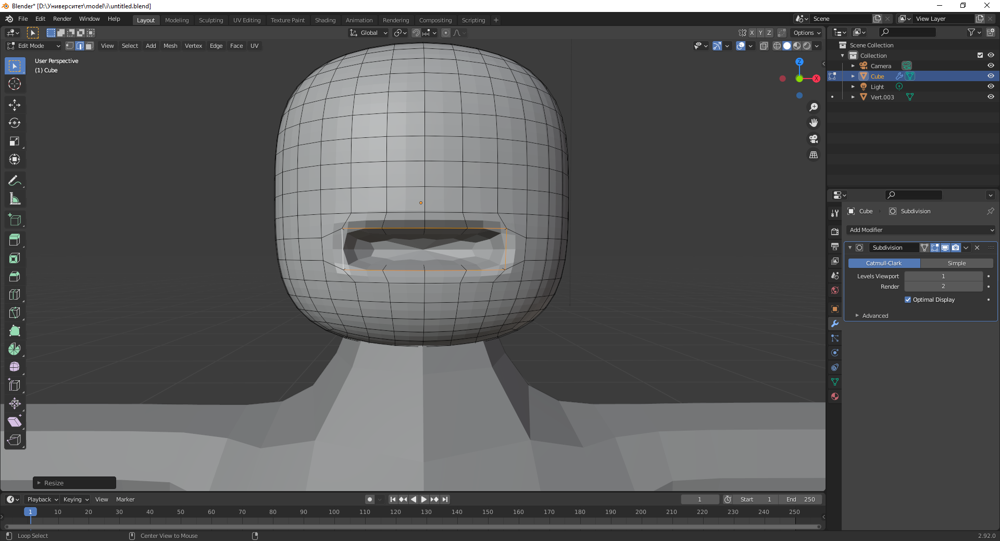 Blender* [D:\Университет\model\i\untitled.blend]
File Edit Render Window Help Layout Modeling Sculpting UV Editing Texture Paint Shading Animation Rendering Compositing Scripting + Scene View Layer
Global X Y Z Options
Edit Mode View Select Add Mesh Vertex Edge Face UV
User Perspective
(1) Cube
Z
X
Scene Collection
Collection
Camera
Cube
Light
Vert.003
Cube Subdivision
Add Modifier
Subdivision
Catmull-Clark Simple
Levels Viewport 1
Render 2
Optimal Display
Advanced
Resize
Playback Keying View Marker 1 Start 1 End 250
1 10 20 30 40 50 60 70 80 90 100 110 120 130 140 150 160 170 180 190 200 210 220 230 240 250
Loop Select Center View to Mouse 2.92.0